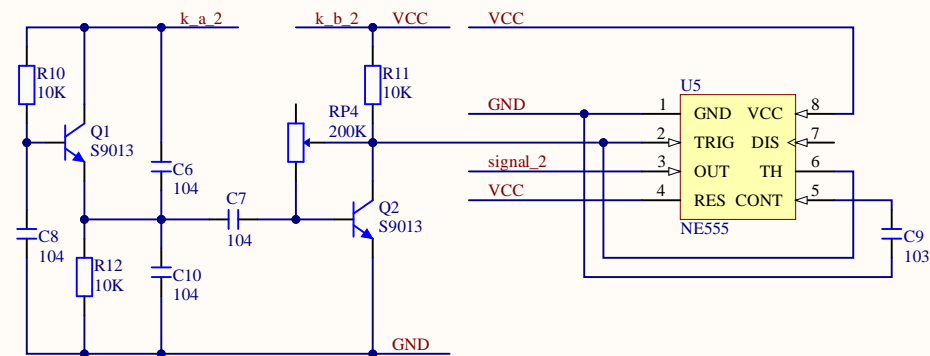 k_a_2
k_b_2
VCC
VCC
R10
10K
R11
10K
RP4
200K
Q1
S9013
C6
104
C7
104
Q2
S9013
C8
104
R12
10K
C10
104
GND
U5
GND
1
GND
VCC
8
2
TRIG
DIS
7
signal_2
3
OUT
TH
6
VCC
4
RES
CONT
5
NE555
C9
103